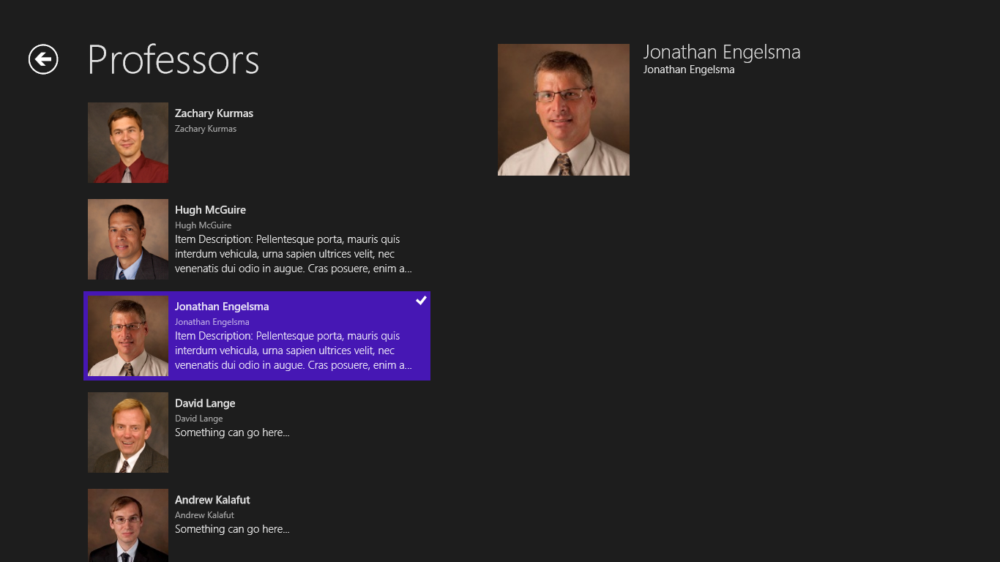 Professors
Zachary Kurmas
Zachary Kurmas
Hugh McGuire
Hugh McGuire
Item Description: Pellentesque porta, mauris quis
interdum vehicula, urna sapien ultrices velit, nec
venenatis dui odio in augue. Cras posuere, enim a...
Jonathan Engelsma
Jonathan Engelsma
Item Description: Pellentesque porta, mauris quis
interdum vehicula, urna sapien ultrices velit, nec
venenatis dui odio in augue. Cras posuere, enim a...
David Lange
David Lange
Something can go here...
Andrew Kalafut
Andrew Kalafut
Something can go here...
Jonathan Engelsma
Jonathan Engelsma